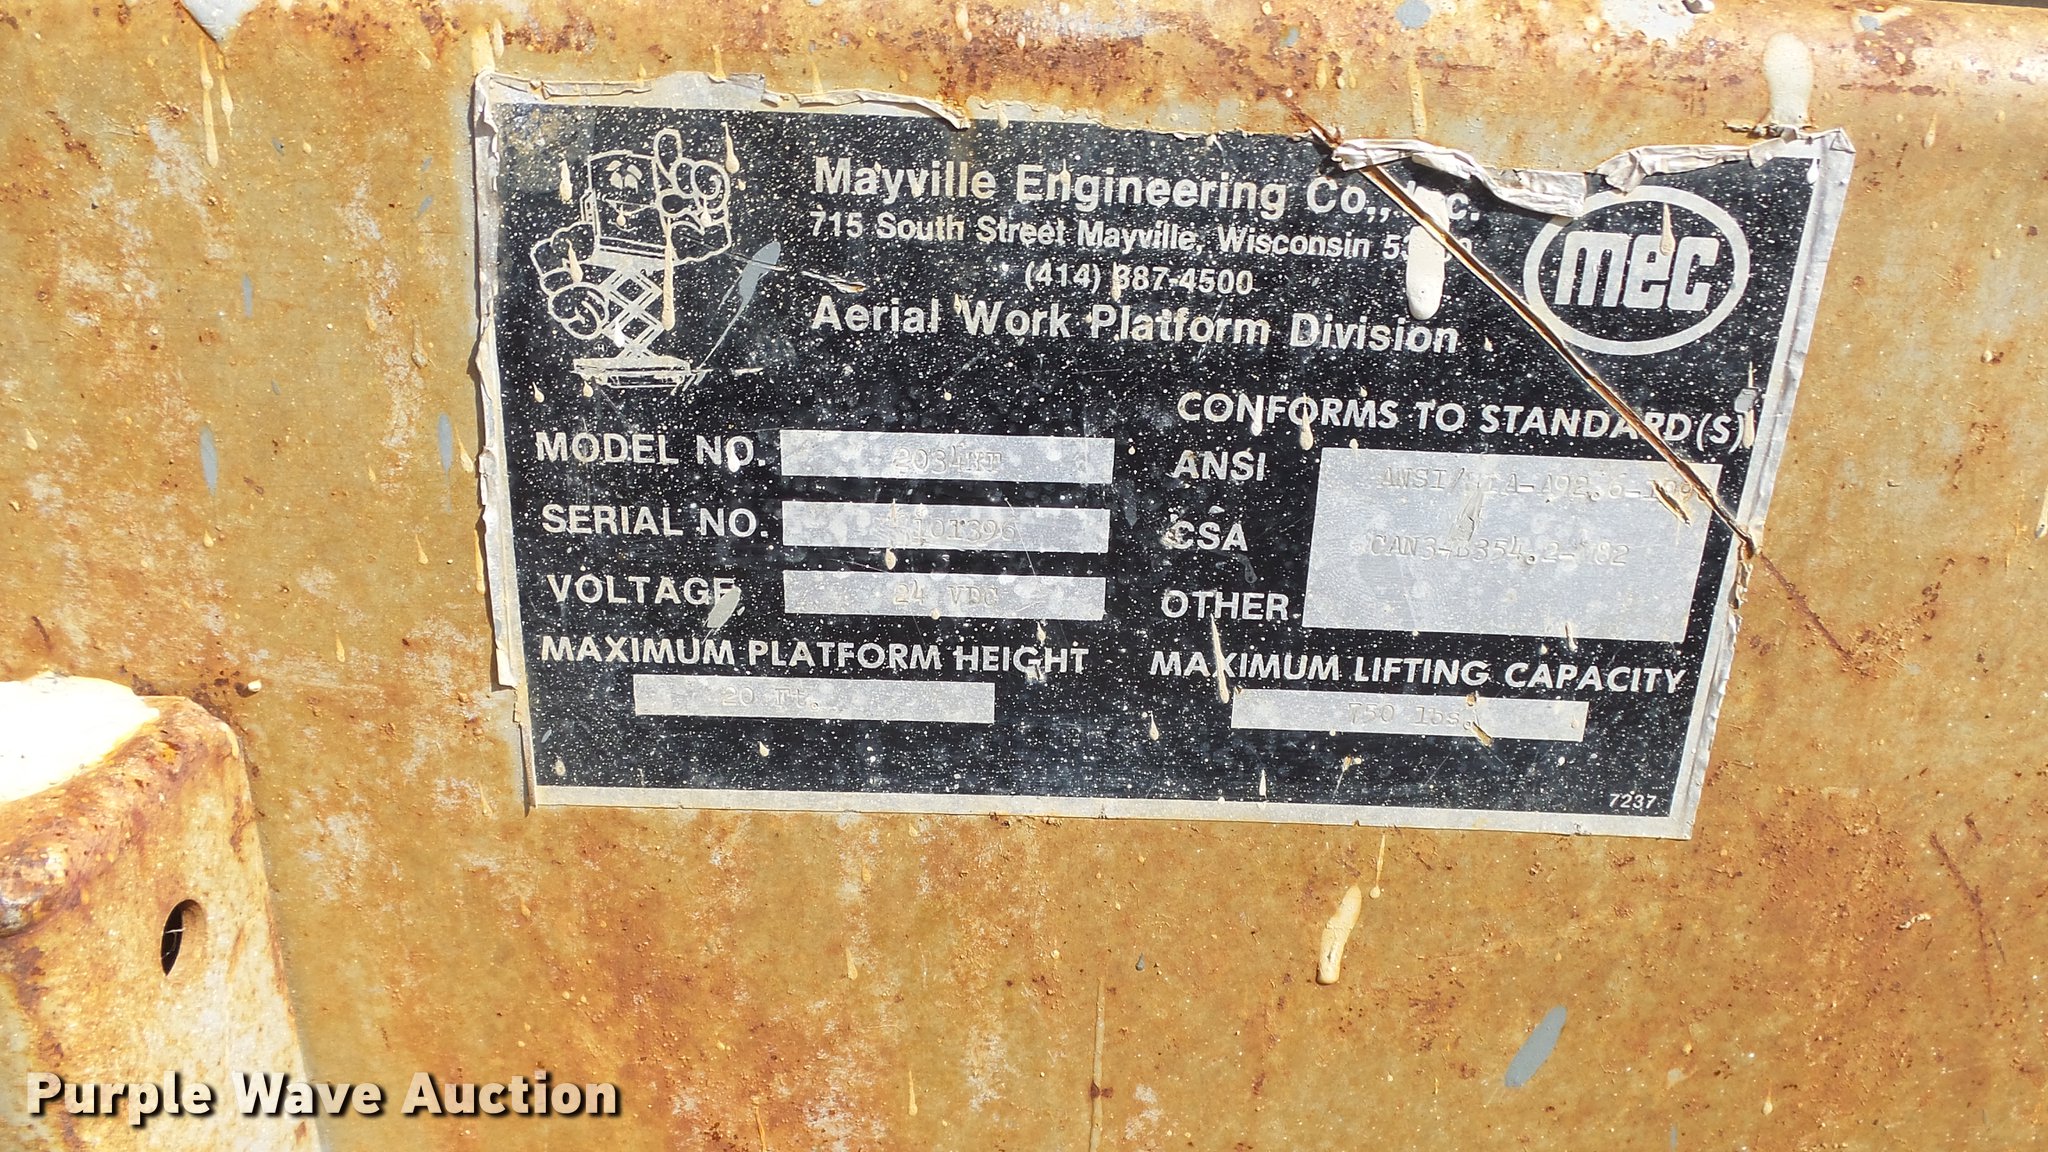 Mayville Engineering Co., Inc.
715 South Street Mayville, Wisconsin
(414) 387-4500
Aerial Work Platform Division
mec
CONFORMS TO STANDARD(S)
MODEL NO. 2034HT
ANSI
SERIAL NO.
CSA
VOLTAGE 24 VDC
OTHER
MAXIMUM PLATFORM HEIGHT
20 Ft.
MAXIMUM LIFTING CAPACITY
750 lbs.
7237
Purple Wave Auction